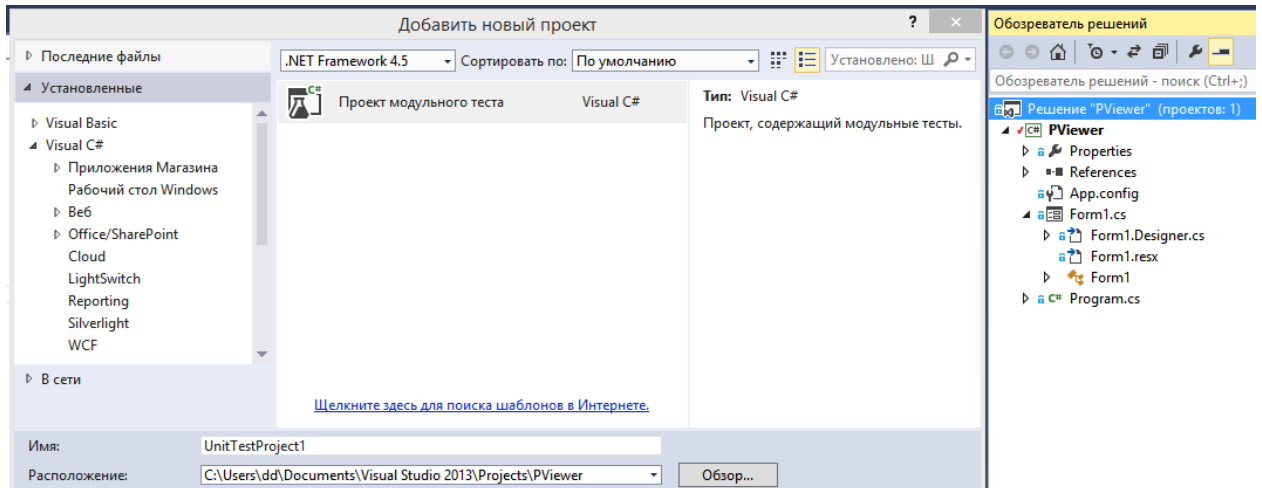 Добавить новый проект
?
Последние файлы
.NET Framework 4.5
Сортировать по: По умолчанию
Установлено: Ш
Установленные
Visual Basic
Visual C#
Приложения Магазина
Рабочий стол Windows
Веб
Office/SharePoint
Cloud
LightSwitch
Reporting
Silverlight
WCF
В сети
C#
Проект модульного теста
Visual C#
Щелкните здесь для поиска шаблонов в Интернете.
Тип: Visual C#
Проект, содержащий модульные тесты.
Имя: UnitTestProject1
Расположение: C:\Users\dd\Documents\Visual Studio 2013\Projects\PViewer
Обзор...
Обозреватель решений
Обозреватель решений - поиск (Ctrl+;)
Решение "PViewer" (проектов: 1)
C# PViewer
Properties
References
App.config
Form1.cs
Form1.Designer.cs
Form1.resx
Form1
C# Program.cs